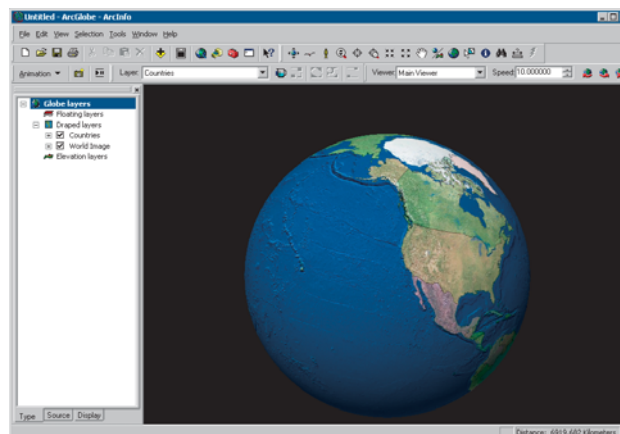 Untitled - ArcGlobe - ArcInfo
File Edit View Selection Tools Window Help
Animation Layer: Countries Viewer: Main Viewer Speed: 10.000000
Globe layers
Floating layers
Draped layers
Countries
World Image
Elevation layers
Type Source Display
Distance: 6919.602 Kilometers